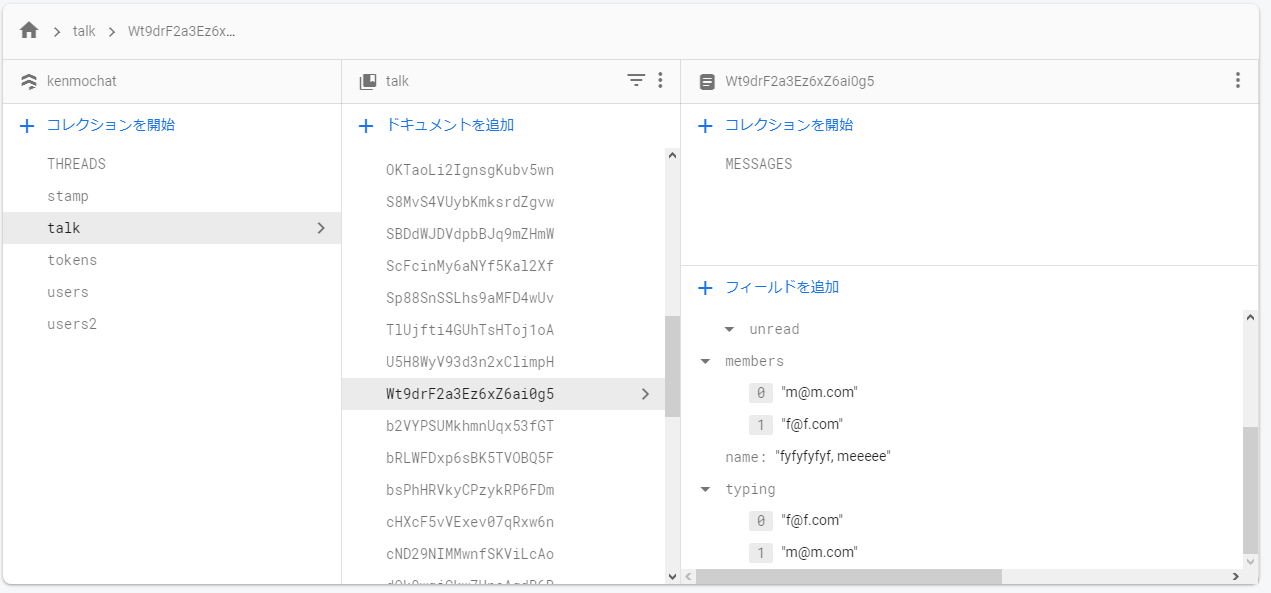 talk
Wt9drF2a3Ez6x…
kenmochat
コレクションを開始
THREADS
stamp
talk
tokens
users
users2
talk
ドキュメントを追加
OKTaoLi2IgnsgKubv5wn
S8MvS4VUybKmksrdZgvw
SBDdWJDVdpbBJq9mZHmW
ScFcinMy6aNYf5Kal2Xf
Sp88SnSSLhs9aMFD4wUv
TlUjfti4GUhTsHToj1oA
U5H8WyV93d3n2xClimpH
Wt9drF2a3Ez6xZ6ai0g5
b2VYPSUMkhmnUqx53fGT
bRLWFDxp6sBK5TVOBQ5F
bsPhHRVkyCPzykRP6FDm
cHXcF5vVExev07qRxw6n
cND29NIMMwnfSKViLcAo
Wt9drF2a3Ez6xZ6ai0g5
コレクションを開始
MESSAGES
フィールドを追加
unread
members
0 "m@m.com"
1 "f@f.com"
name: "fyfyfyfyf, meeeee"
typing
0 "f@f.com"
1 "m@m.com"